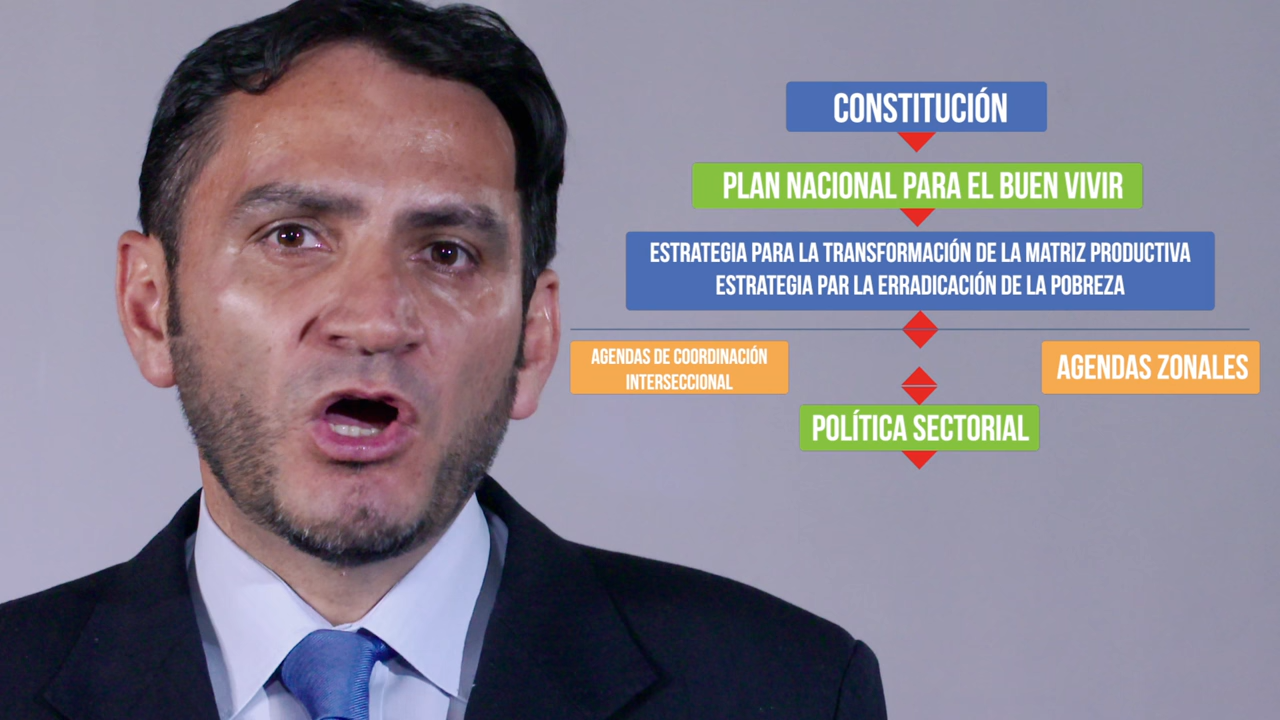 CONSTITUCIÓN
PLAN NACIONAL PARA EL BUEN VIVIR
ESTRATEGIA PARA LA TRANSFORMACIÓN DE LA MATRIZ PRODUCTIVA
ESTRATEGIA PAR LA ERRADICACIÓN DE LA POBREZA
AGENDAS DE COORDINACIÓN
INTERSECCIONAL
AGENDAS ZONALES
POLÍTICA SECTORIAL